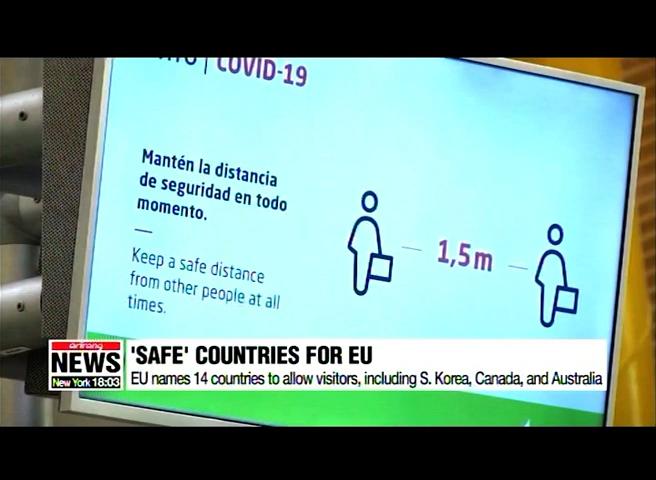 COVID-19
Mantén la distancia
de seguridad en todo
momento.
Keep a safe distance
from other people at all
times.
1,5m
arirang
NEWS
New York 18:03
'SAFE' COUNTRIES FOR EU
EU names 14 countries to allow visitors, including S. Korea, Canada, and Australia